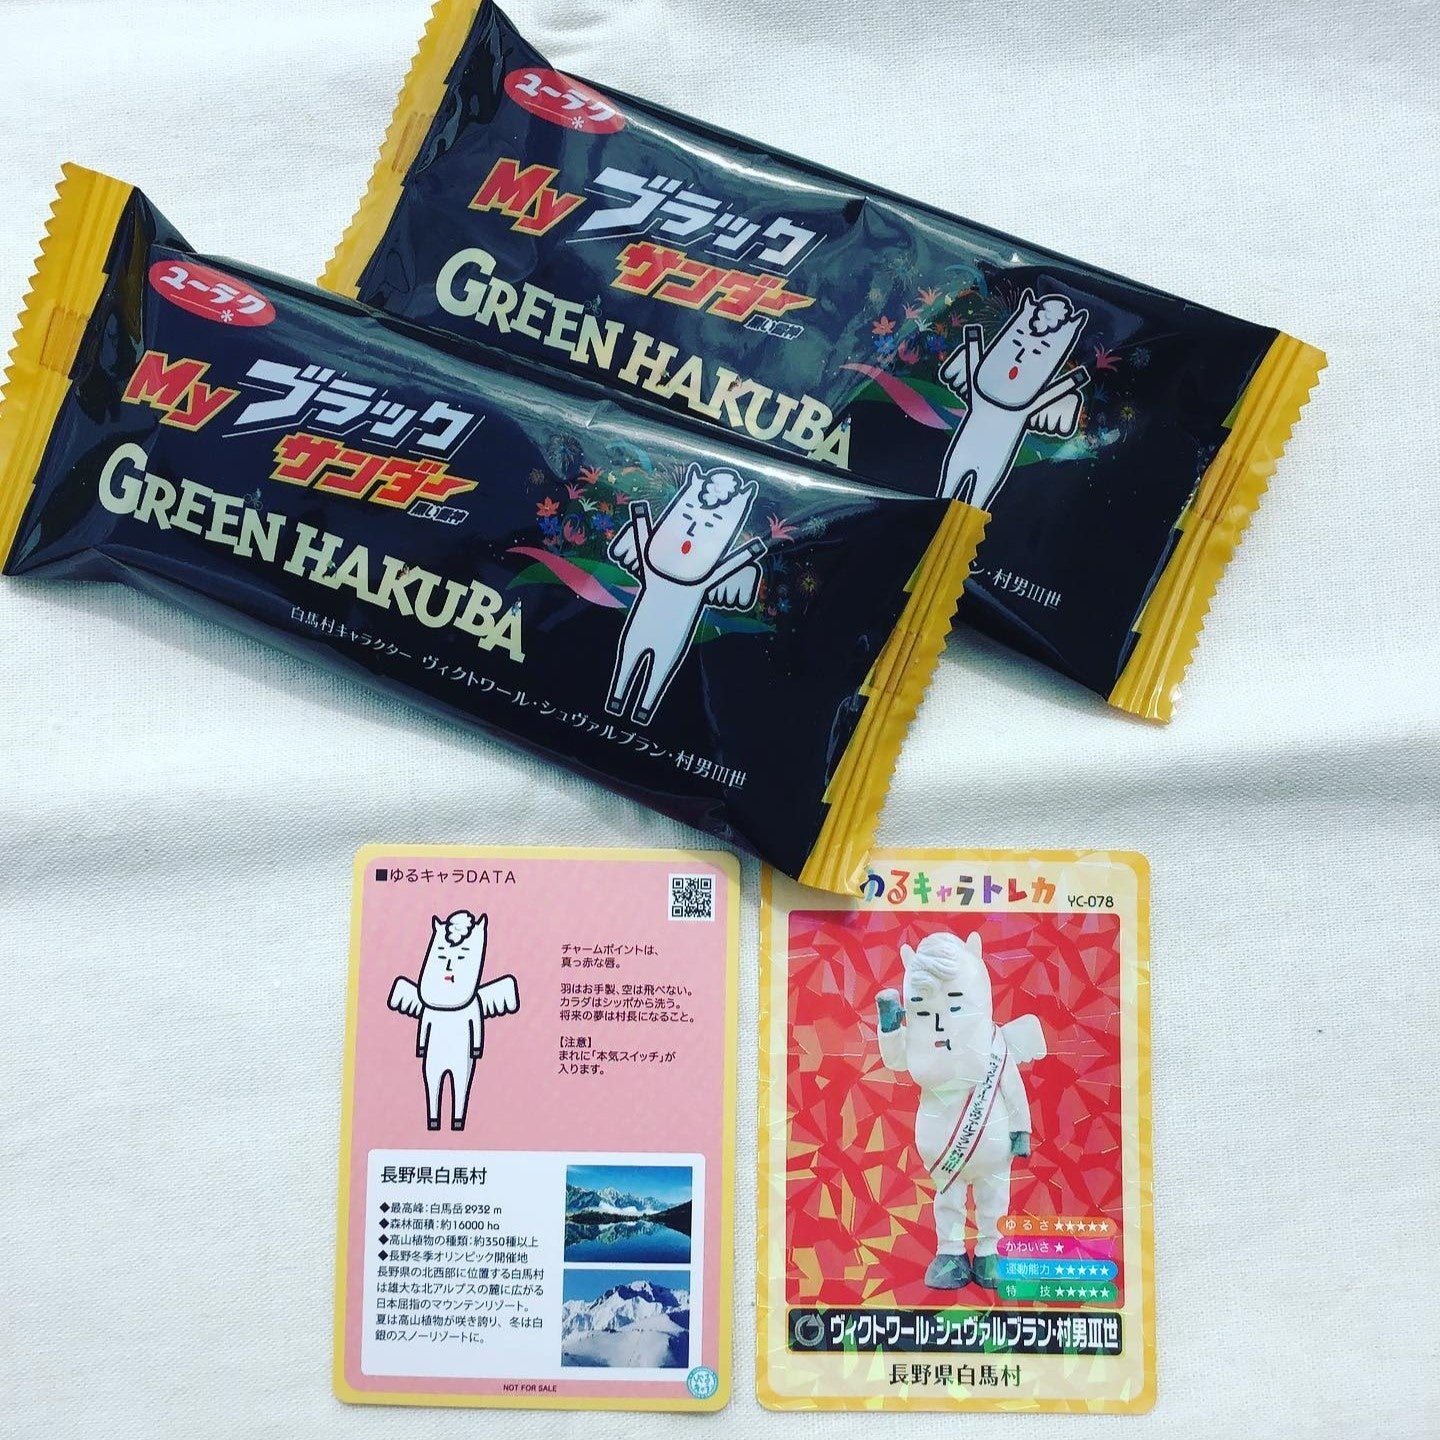 ユーラク
My ブラック
サンダー
黒い雷神
GREEN HAKUBA
ン・村男III世
ユーラク
My ブラック
サンダー
黒い雷神
GREEN HAKUBA
白馬村キャラクター ヴィクトワール・シュヴァルブラン・村男III世
■ゆるキャラDATA
チャームポイントは、
真っ赤な唇。
羽はお手製、空は飛べない。
カラダはシッポから洗う。
将来の夢は村長になること。
【注意】
まれに「本気スイッチ」が
入ります。
長野県白馬村
◆最高峰：白馬岳2932 m
◆森林面積：約16000 ha
◆高山植物の種類：約350種以上
◆長野冬季オリンピック開催地
長野県の北西部に位置する白馬村
は雄大な北アルプスの麓に広がる
日本屈指のマウンテンリゾート。
夏は高山植物が咲き誇り、冬は白
銀のスノーリゾートに。
NOT FOR SALE
ゆるキャラトレカ
YC-078
ゆるさ★★★★★
かわいさ★
運動能力★★★★★
特技★★★★★
ヴィクトワール・シュヴァルブラン・村男III世
長野県白馬村